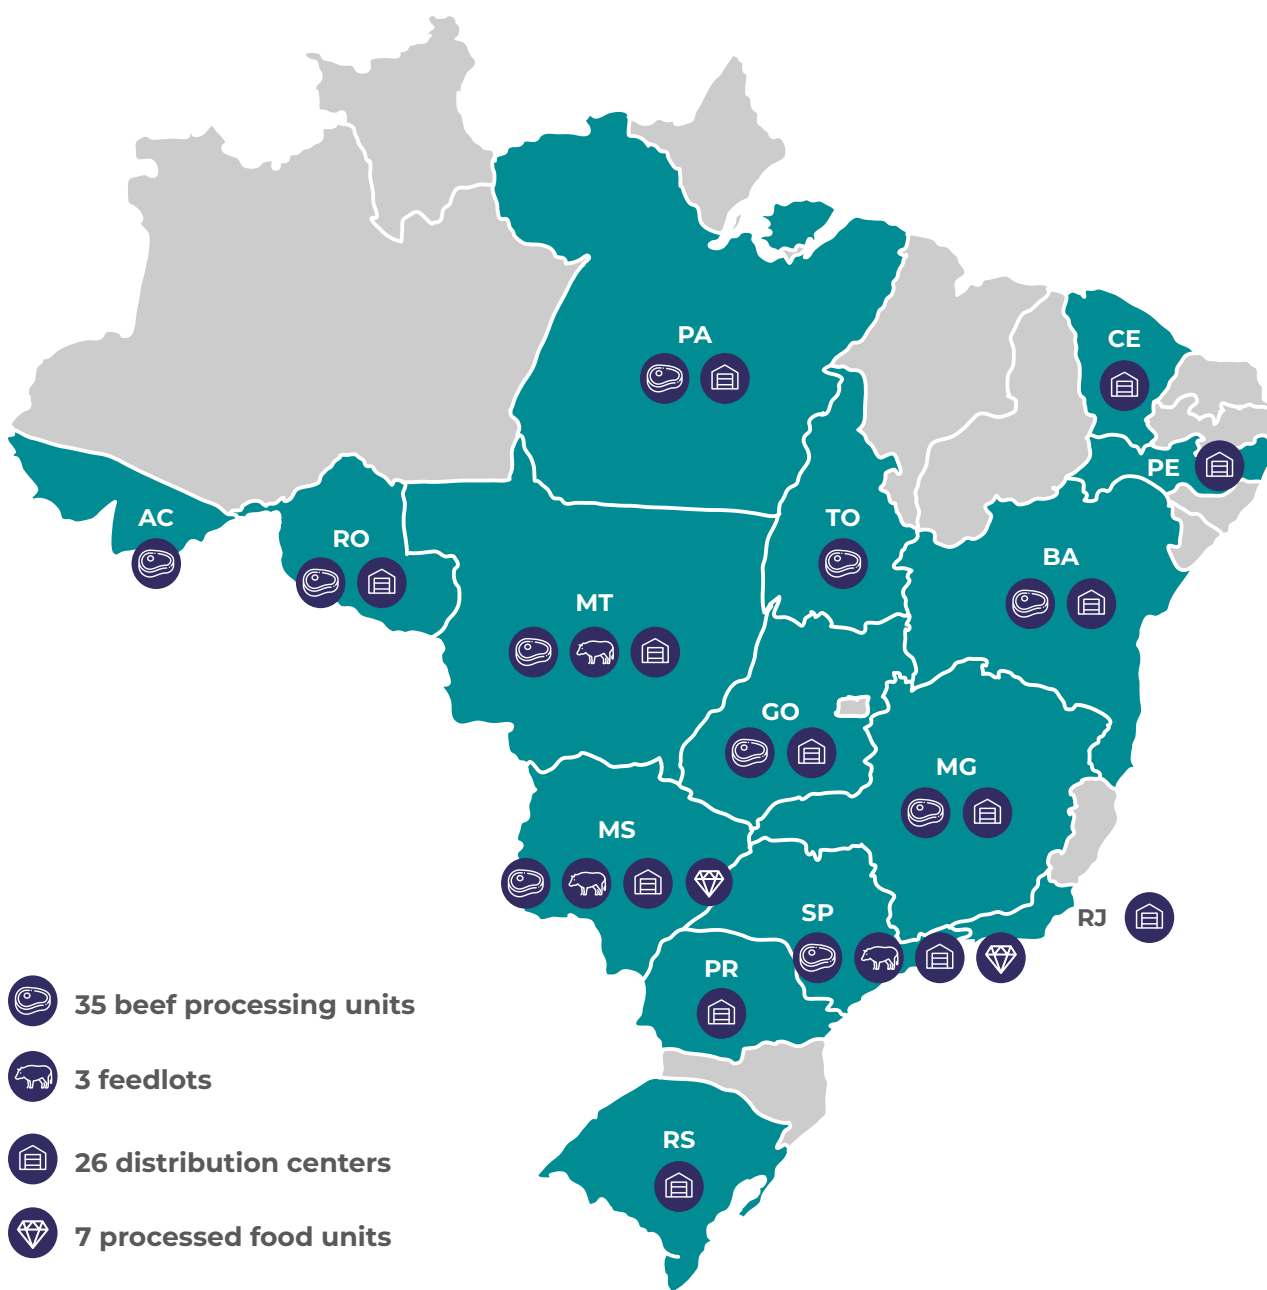 PA
CE
PE
AC
RO
TO
BA
MT
GO
MG
MS
SP
RJ
PR
35 beef processing units
3 feedlots
RS
26 distribution centers
7 processed food units